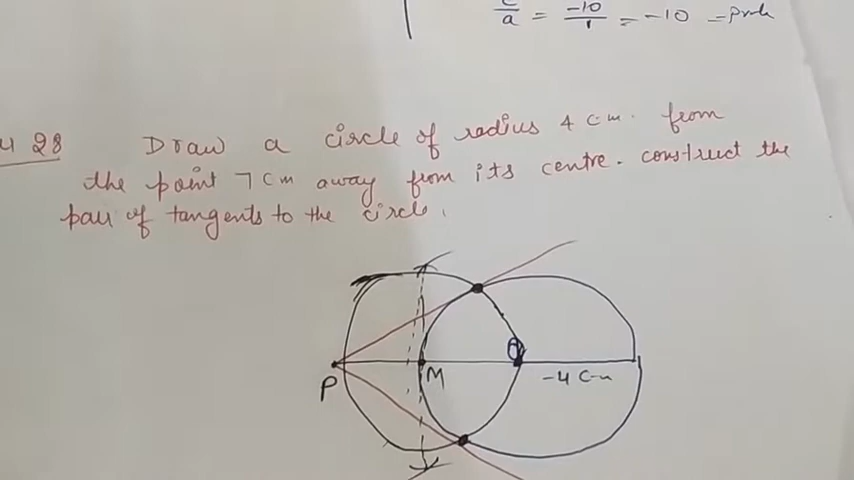 c/a = -10/1 = -10 -
28 Draw a circle of radius 4 cm. from
the point 7 cm away from its centre. construct the
pair of tangents to the circle.
P M O -4 cm